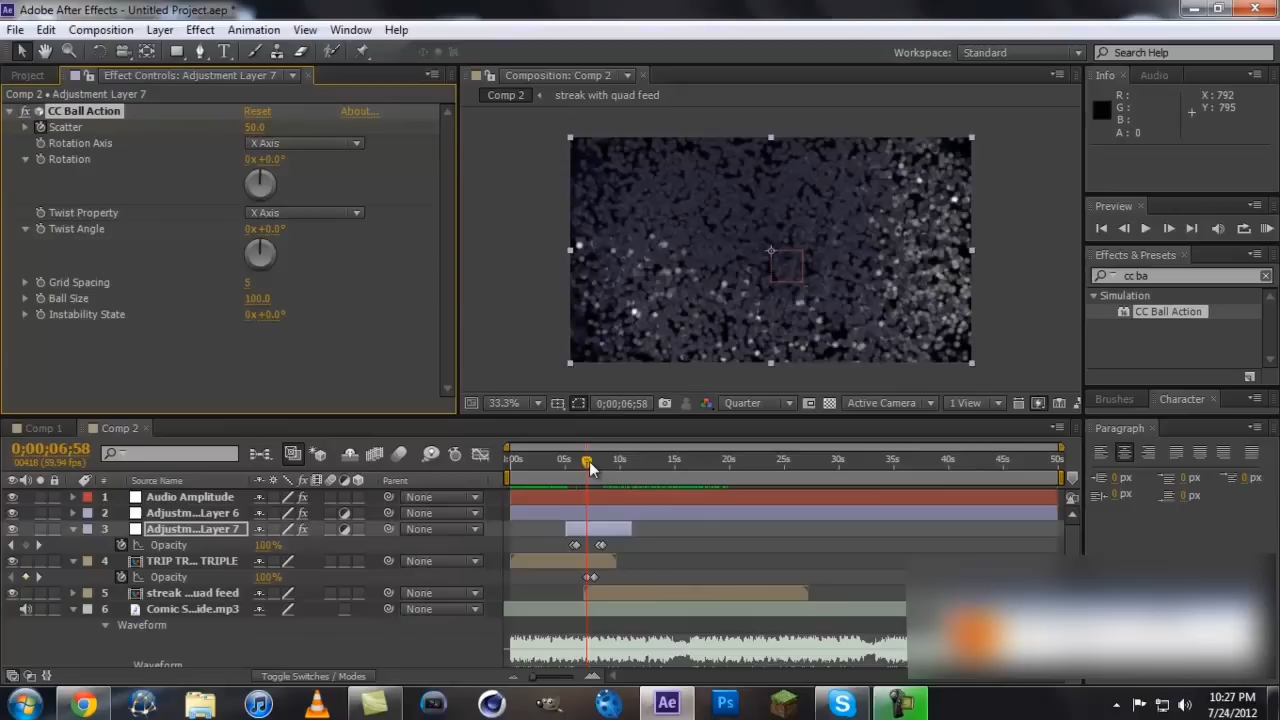 Adobe After Effects - Untitled Project.aep *
File Edit Composition Layer Effect Animation View Window Help
Workspace: Standard Search Help
Project Effect Controls: Adjustment Layer 7 Composition: Comp 2 Info Audio
Comp 2 • Adjustment Layer 7
Comp 2 streak with quad feed
fx CC Ball Action Reset About...
Scatter 50.0
Rotation Axis X Axis
Rotation 0x+0.0°
Twist Property X Axis
Twist Angle 0x+0.0°
Grid Spacing 5
Ball Size 100.0
Instability State 0x+0.0°
R: X: 792
G: Y: 795
B:
A: 0
Preview
Effects & Presets
cc ba
Simulation
CC Ball Action
33.3% 0;00;06;58 Quarter Active Camera 1 View
Brushes Character
Comp 1 Comp 2
Paragraph
0;00;06;58
00418 (59.94 fps)
:00s 05s 10s 15s 20s 25s 30s 35s 40s 45s 50s
# Source Name Parent
1 Audio Amplitude fx None
2 Adjustm...Layer 6 fx None
3 Adjustm...Layer 7 fx None
Opacity 100%
4 TRIP TR... TRIPLE None
Opacity 100%
5 streak ...uad feed None
6 Comic S...ide.mp3 None
Waveform
Waveform
Toggle Switches / Modes
0 px 0 px 0 px
0 px 0 px
Ae Ps
10:27 PM
7/24/2012